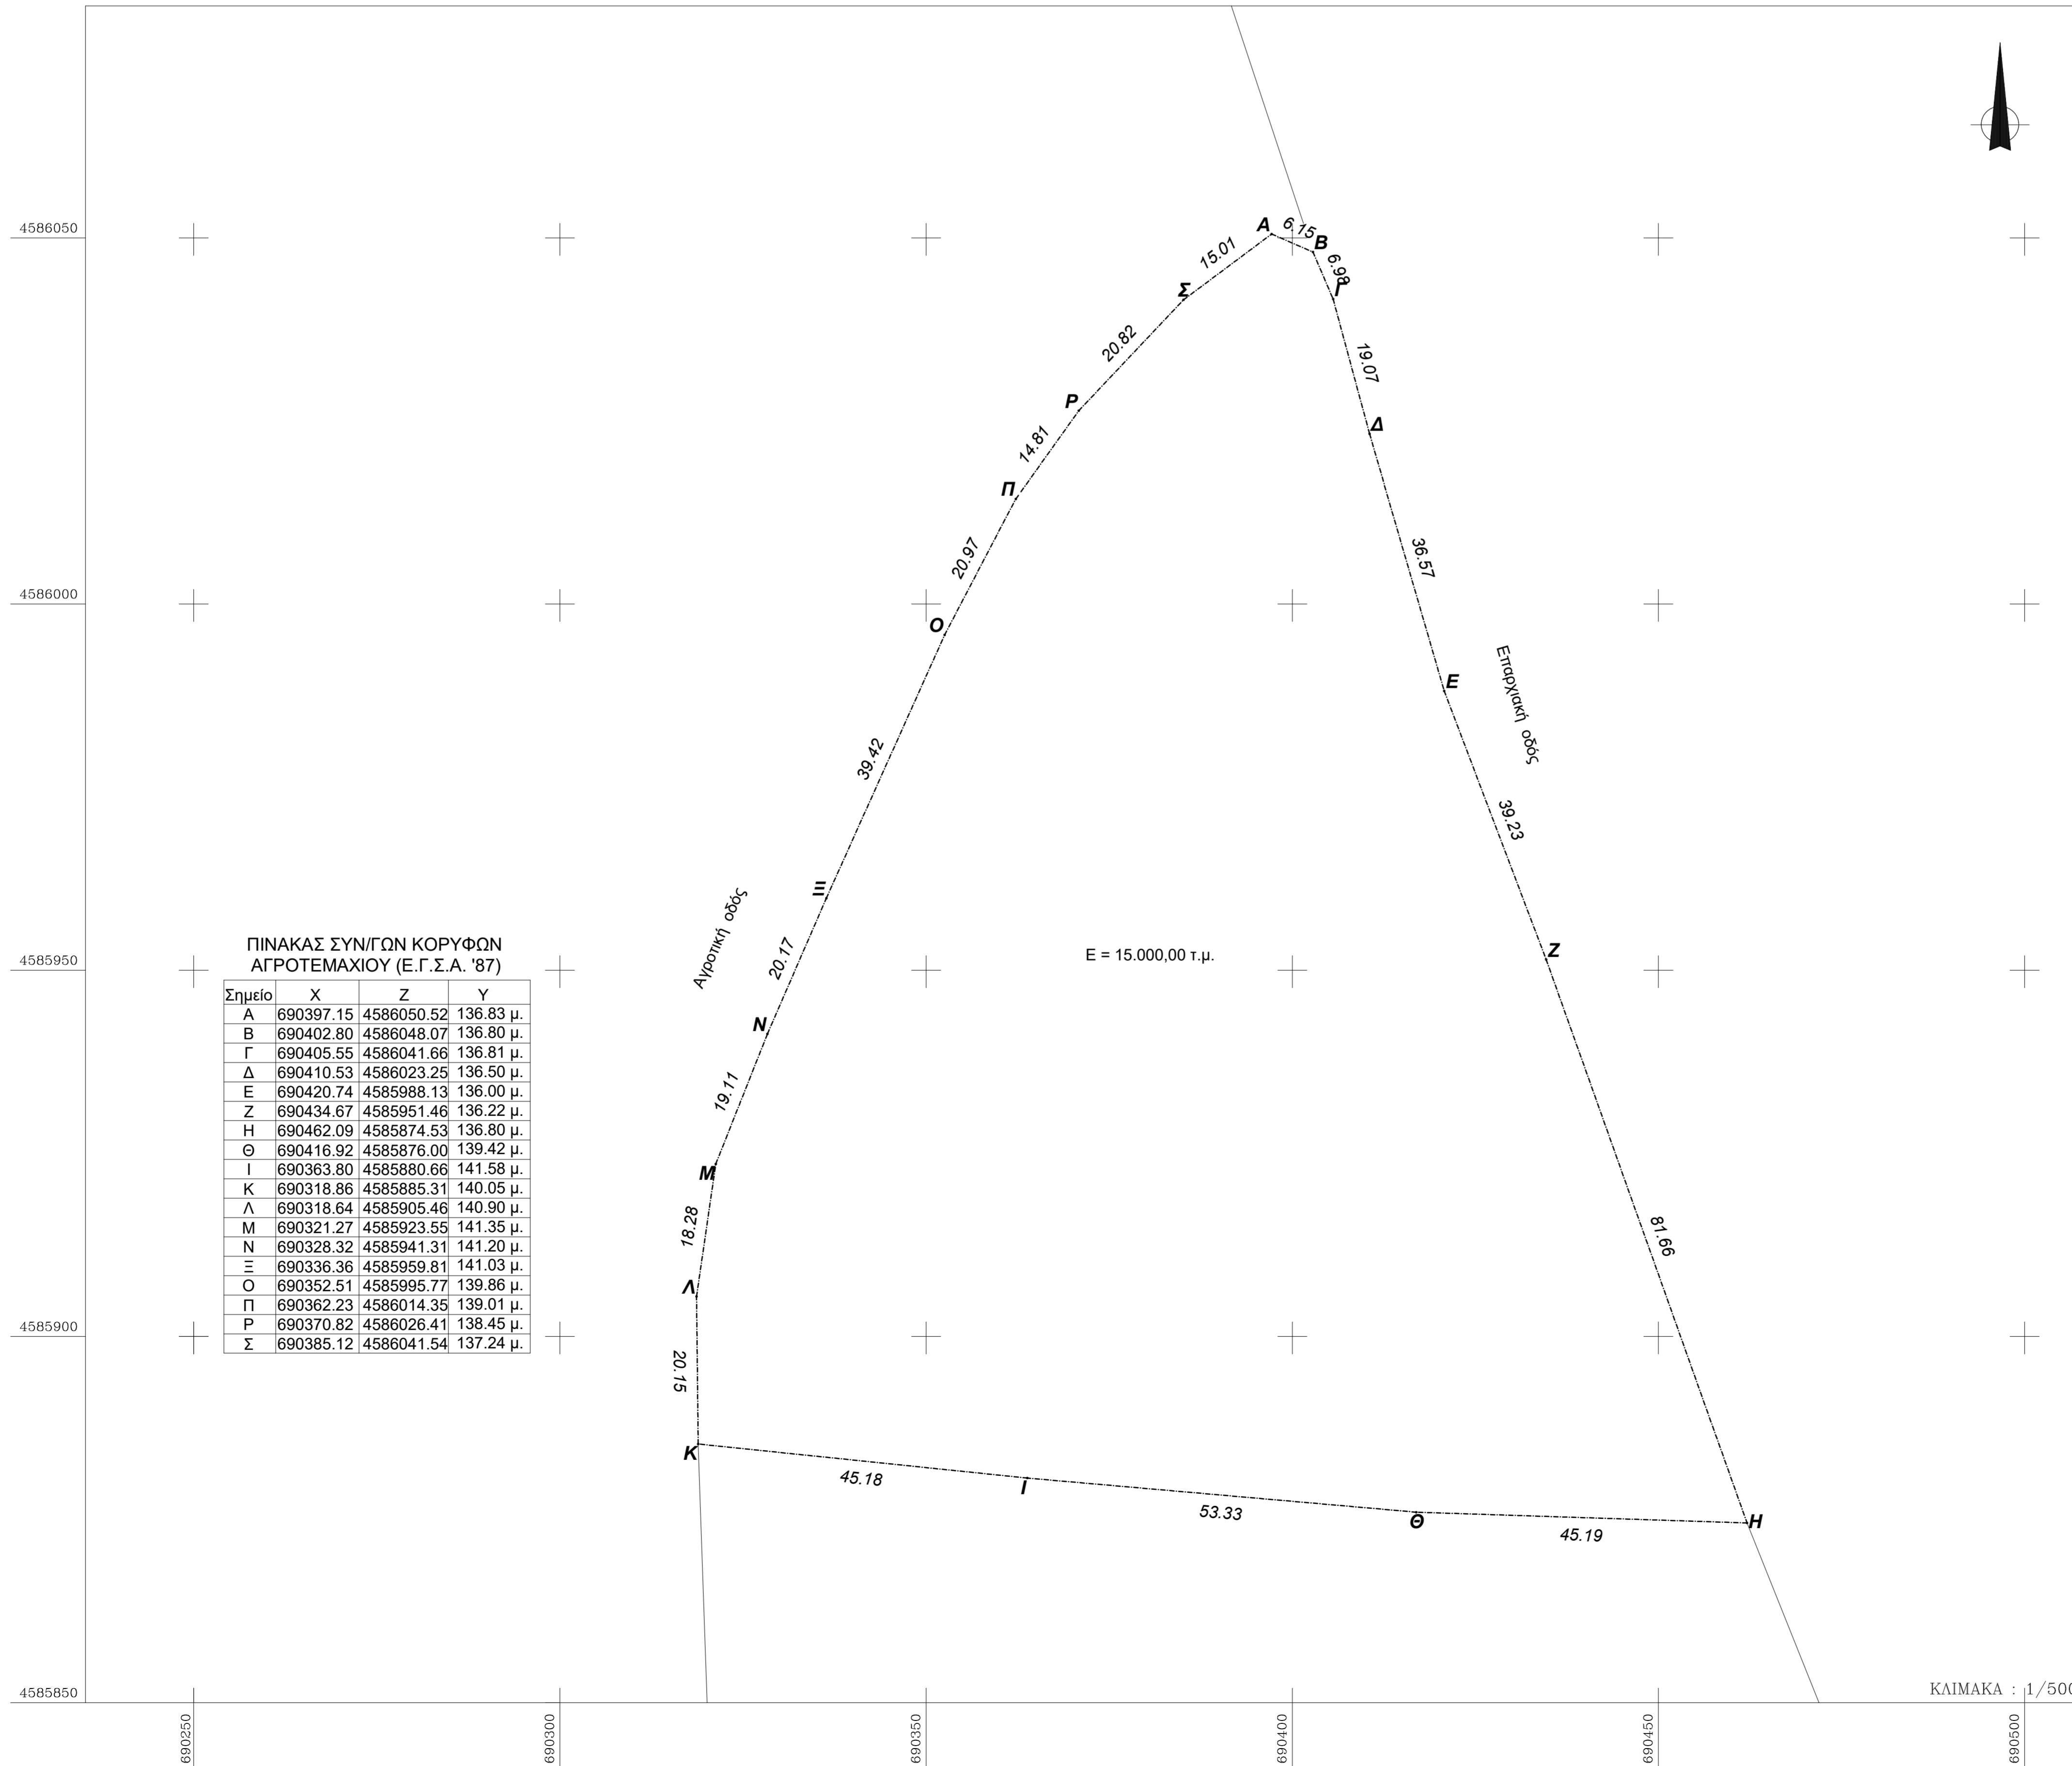 4586050
4586000
4585950
4585900
4585850
690250
690300
690350
690400
690450
690500
Α
6.15
Β
6.98
Γ
19.07
Δ
36.57
Ε
Επαρχιακή οδός
39.23
Ζ
81.66
Η
45.19
Θ
53.33
Ι
45.18
Κ
20.15
Λ
18.28
Μ
19.11
Ν
20.17
Ξ
Αγροτική οδός
39.42
Ο
20.97
Π
14.81
Ρ
20.82
Σ
15.01
Ε = 15.000,00 τ.μ.
ΠΙΝΑΚΑΣ ΣΥΝ/ΓΩΝ ΚΟΡΥΦΩΝ
ΑΓΡΟΤΕΜΑΧΙΟΥ (Ε.Γ.Σ.Α. '87)
Σημείο Χ Ζ Υ
Α 690397.15 4586050.52 136.83 μ.
Β 690402.80 4586048.07 136.80 μ.
Γ 690405.55 4586041.66 136.81 μ.
Δ 690410.53 4586023.25 136.50 μ.
Ε 690420.74 4585988.13 136.00 μ.
Ζ 690434.67 4585951.46 136.22 μ.
Η 690462.09 4585874.53 136.80 μ.
Θ 690416.92 4585876.00 139.42 μ.
Ι 690363.80 4585880.66 141.58 μ.
Κ 690318.86 4585885.31 140.05 μ.
Λ 690318.64 4585905.46 140.90 μ.
Μ 690321.27 4585923.55 141.35 μ.
Ν 690328.32 4585941.31 141.20 μ.
Ξ 690336.36 4585959.81 141.03 μ.
Ο 690352.51 4585995.77 139.86 μ.
Π 690362.23 4586014.35 139.01 μ.
Ρ 690370.82 4586026.41 138.45 μ.
Σ 690385.12 4586041.54 137.24 μ.
ΚΛΙΜΑΚΑ : 1/500